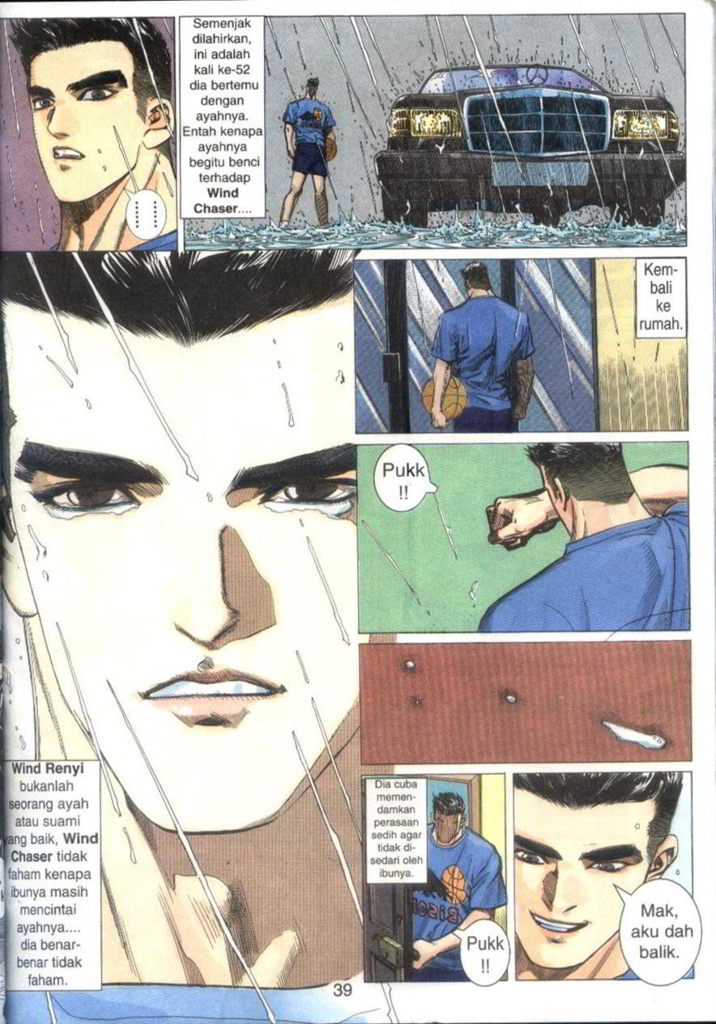 Semenjak
dilahirkan,
ini adalah
kali ke-52
dia bertemu
dengan
ayahnya.
Entah kenapa
ayahnya
begitu benci
terhadap
Wind
Chaser....
Kem-
bali
ke
rumah.
Pukk
!!
Wind Renyi
bukanlah
seorang ayah
atau suami
yang baik, Wind
Chaser tidak
faham kenapa
ibunya masih
mencintai
ayahnya....
dia benar-
benar tidak
faham.
Dia cuba
memen-
damkan
perasaan
sedih agar
tidak di-
sedari oleh
ibunya.
Pukk
!!
Mak,
aku dah
balik.
39